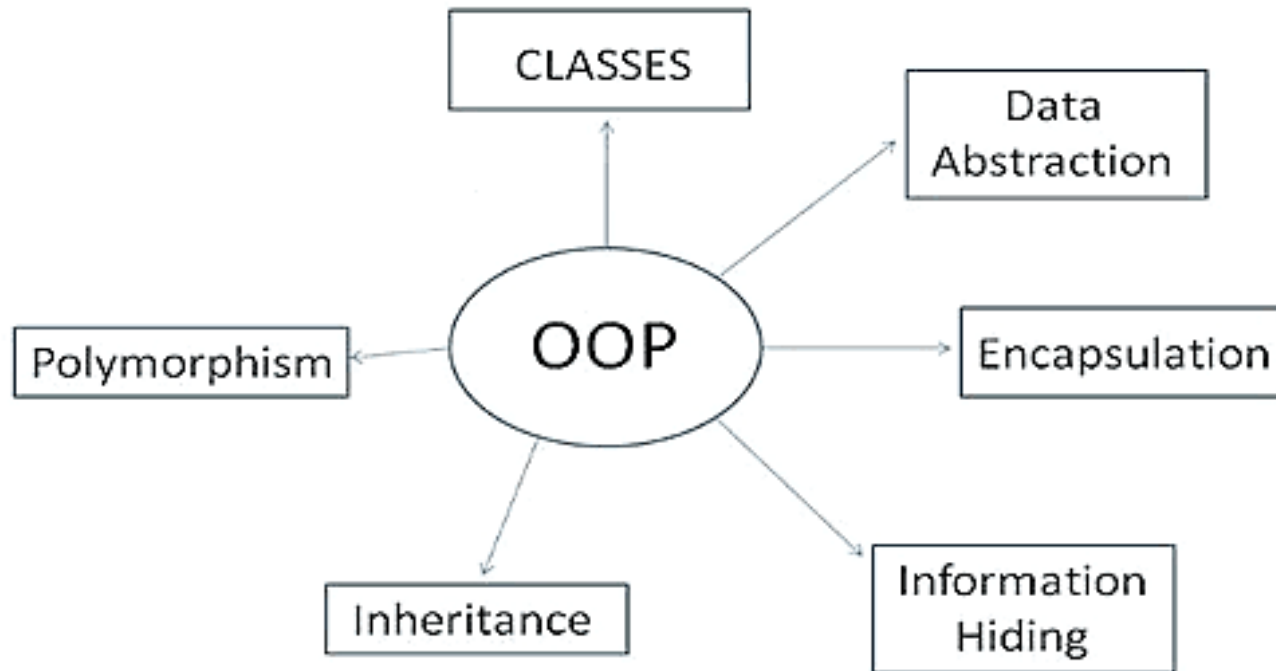 CLASSES
Data
Abstraction
OOP
Polymorphism
Encapsulation
Information
Hiding
Inheritance